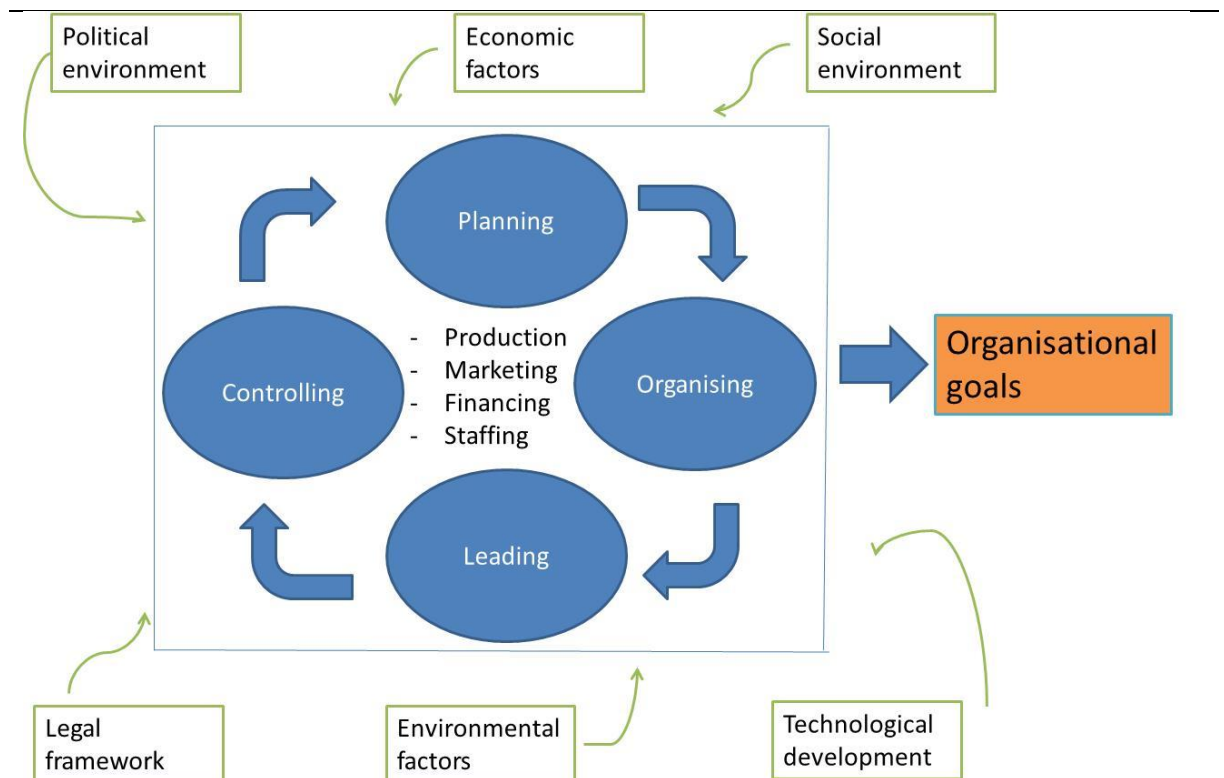 Political
environment
Economic
factors
Social
environment
Planning
- Production
- Marketing
- Financing
- Staffing
Controlling
Organising
Organisational
goals
Leading
Legal
framework
Environmental
factors
Technological
development